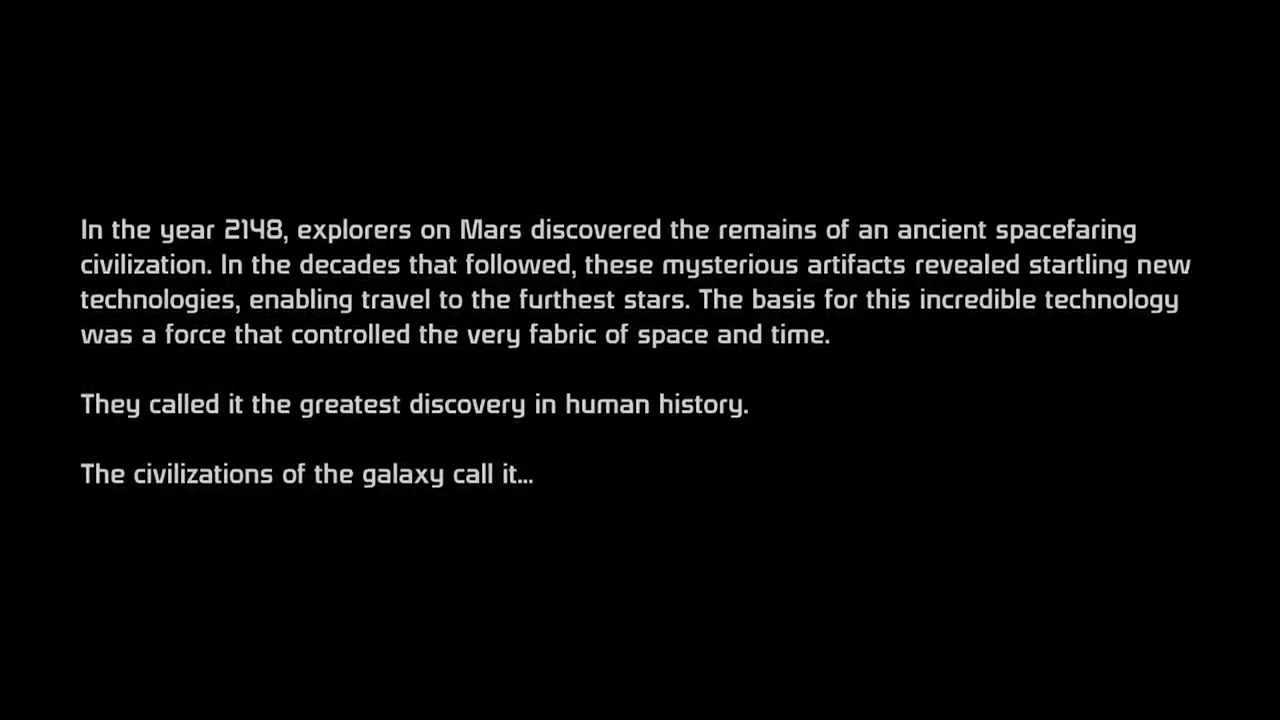 In the year 2148, explorers on Mars discovered the remains of an ancient spacefaring
civilization. In the decades that followed, these mysterious artifacts revealed startling new
technologies, enabling travel to the furthest stars. The basis for this incredible technology
was a force that controlled the very fabric of space and time.
They called it the greatest discovery in human history.
The civilizations of the galaxy call it...